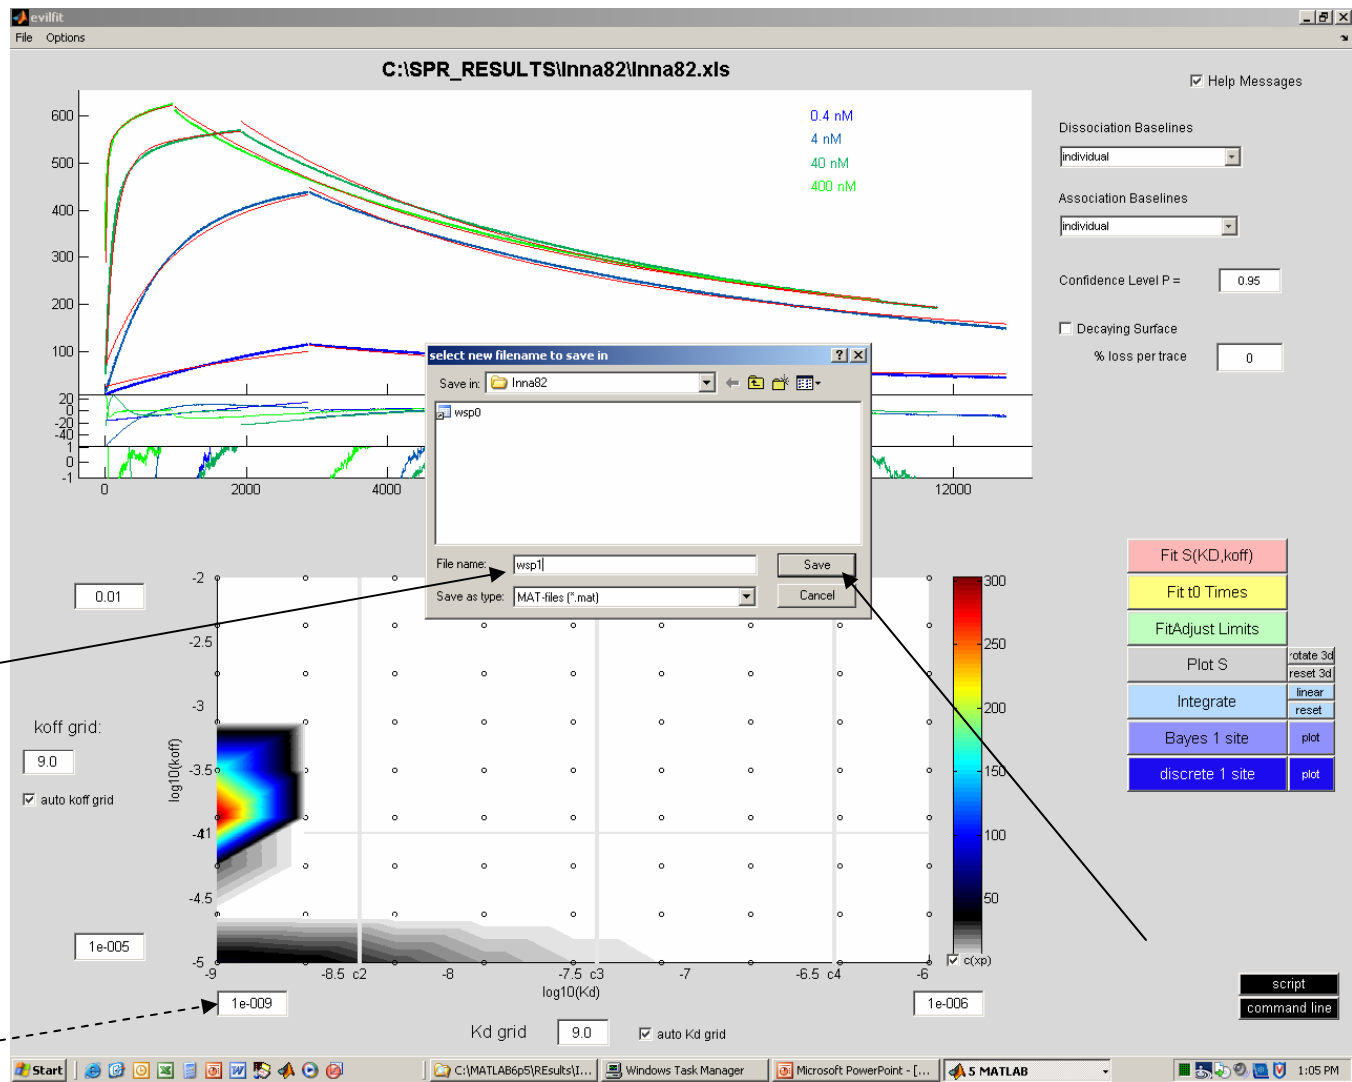 evilfit
File Options
C:\SPR_RESULTS\Inna82\Inna82.xls
Help Messages
0.4 nM
4 nM
40 nM
400 nM
Dissociation Baselines
individual
Association Baselines
individual
Confidence Level P = 0.95
Decaying Surface
% loss per trace 0
600
500
400
300
200
100
20
0
-20
-40
1
0
-1
0 2000 4000 12000
select new filename to save in
Save in: Inna82
wsp0
File name: wsp1 Save
Save as type: MAT-files (*.mat) Cancel
0.01
koff grid:
9.0
auto koff grid
1e-005
log10(koff)
-2
-2.5
-3
-3.5
-4
-4.5
-5
-9 -8.5 c2 -8 -7.5 c3 -7 -6.5 c4 -6
log10(Kd)
1e-009 1e-006
Kd grid 9.0 auto Kd grid
300
250
200
150
100
50
c(xp)
Fit S(KD,koff)
Fit t0 Times
FitAdjust Limits
Plot S rotate 3d
reset 3d
Integrate linear
reset
Bayes 1 site plot
discrete 1 site plot
script
command line
Start C:\MATLAB6p5\REsults\I... Windows Task Manager Microsoft PowerPoint - [... 5 MATLAB 1:05 PM